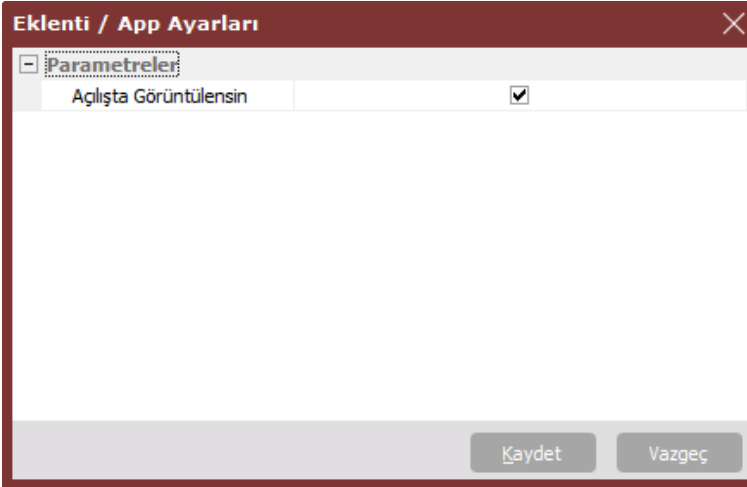 Eklenti / App Ayarları
Parametreler
Açılışta Görüntülensin
Kaydet Vazgeç